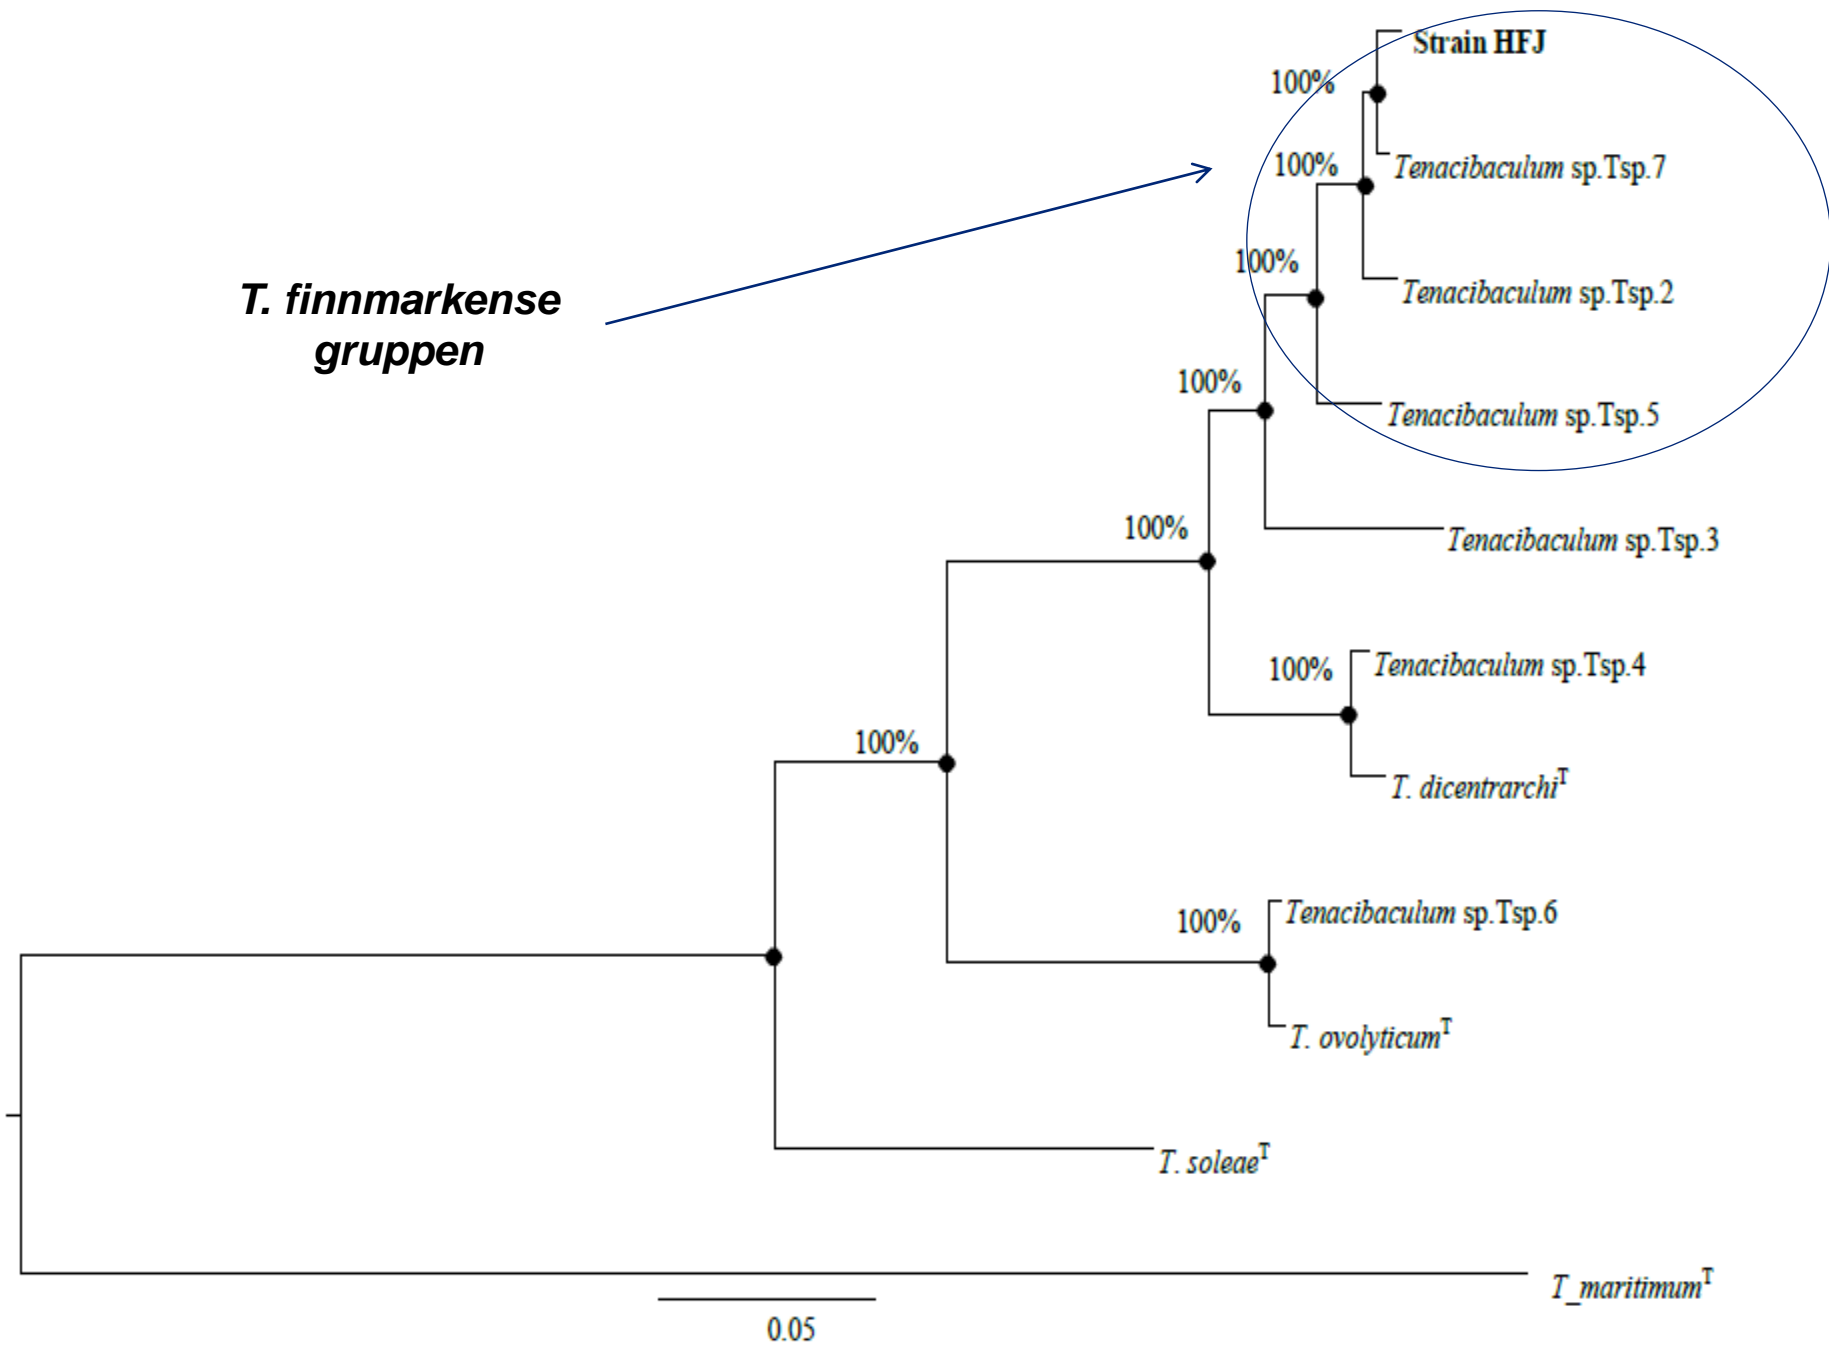 Strain HFJ
100%
Tenacibaculum sp.Tsp.7
100%
100%
Tenacibaculum sp.Tsp.2
T. finnmarkense
gruppen
100%
Tenacibaculum sp.Tsp.5
100%
Tenacibaculum sp.Tsp.3
100%
Tenacibaculum sp.Tsp.4
100%
T. dicentrarchiT
100%
Tenacibaculum sp.Tsp.6
T. ovolyticumT
T. soleaeT
T_maritimumT
0.05